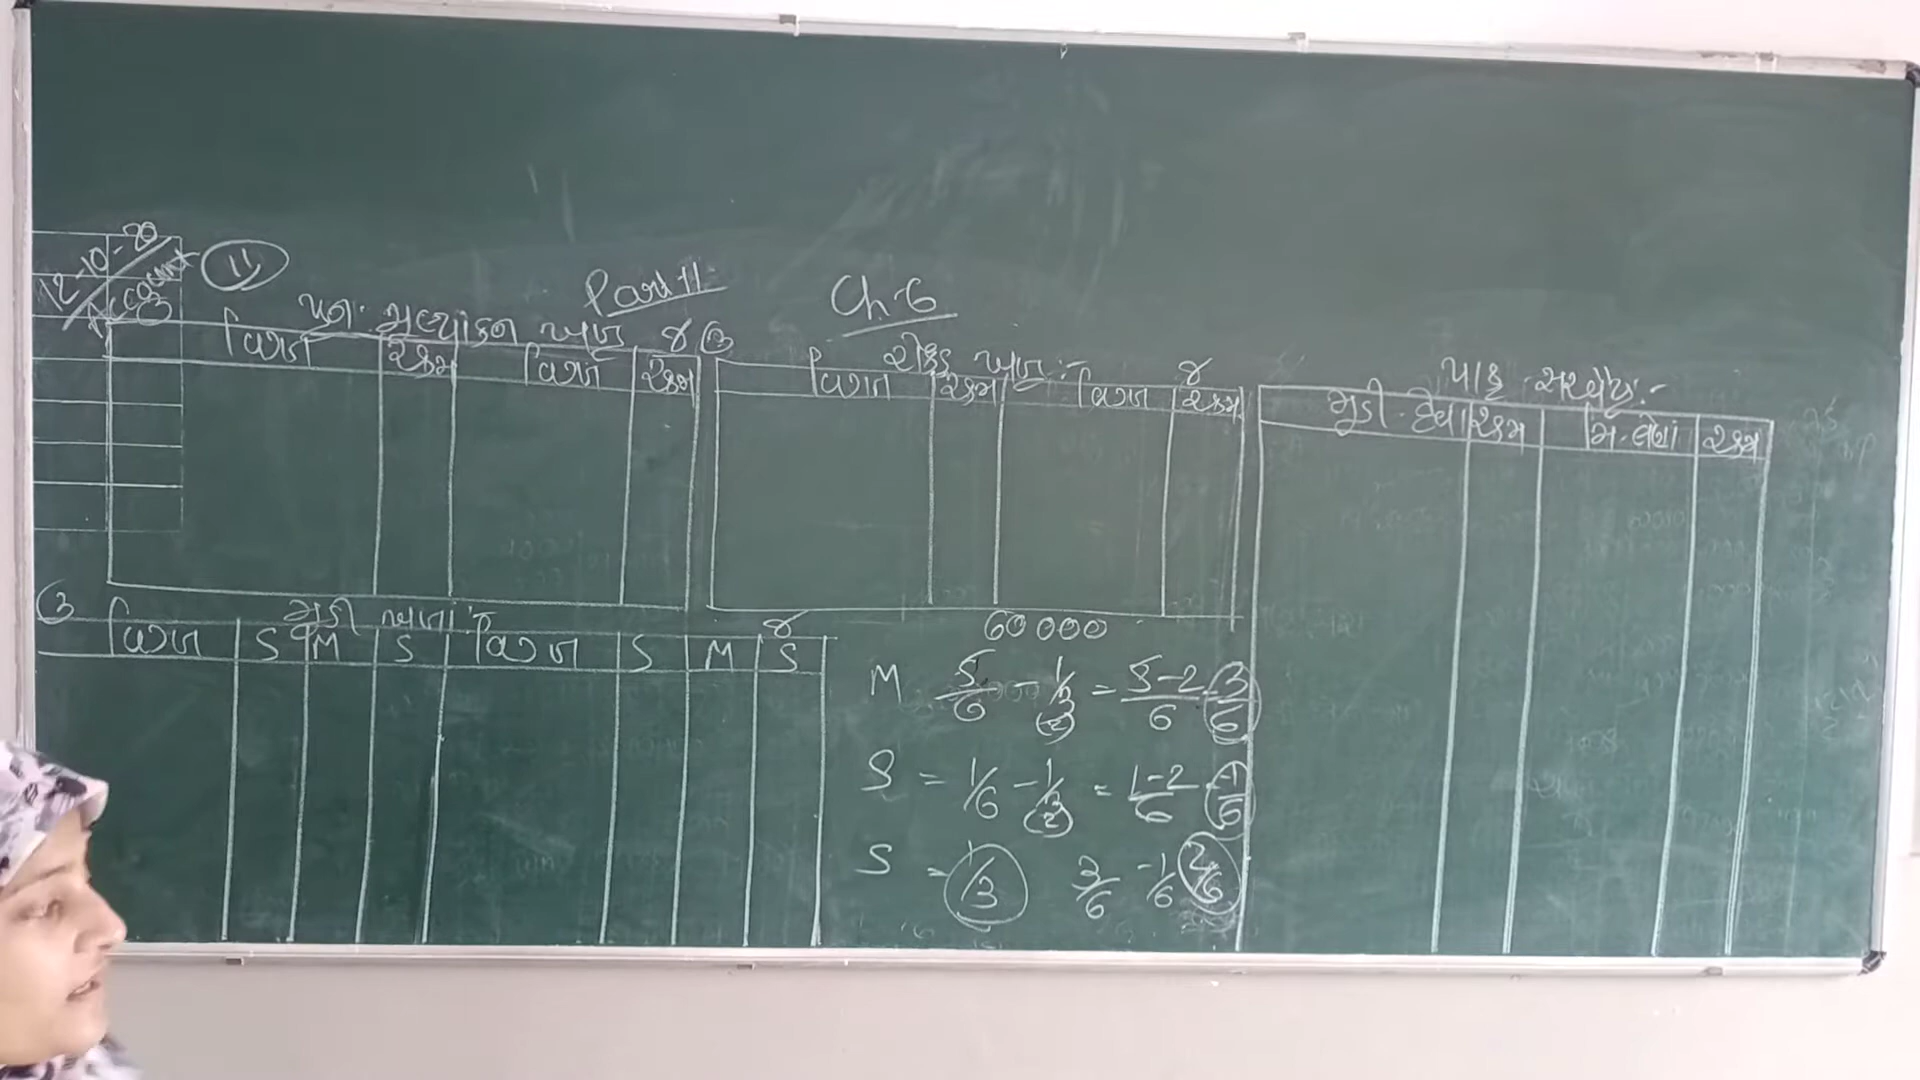 12-10-20
Account
11
Part 11
Ch. 6
પુનઃ મૂલ્યાંકન ખાતું
વિગત રકમ વિગત રકમ
રોકડ ખાતું :-
વિગત રકમ વિગત રકમ
પાકું સરવૈયું :-
મૂડી-દેવા રકમ મિ. લેણાં રકમ
મૂડી ખાતાં :-
વિગત S M S વિગત S M S
60000
M 5/6 - 1/3 (2) = 5-2/6 - 3/6
S = 1/6 - 1/3 (2) = 1-2/6 - -1/6
S = 1/3 3/6 -1/6 2/6